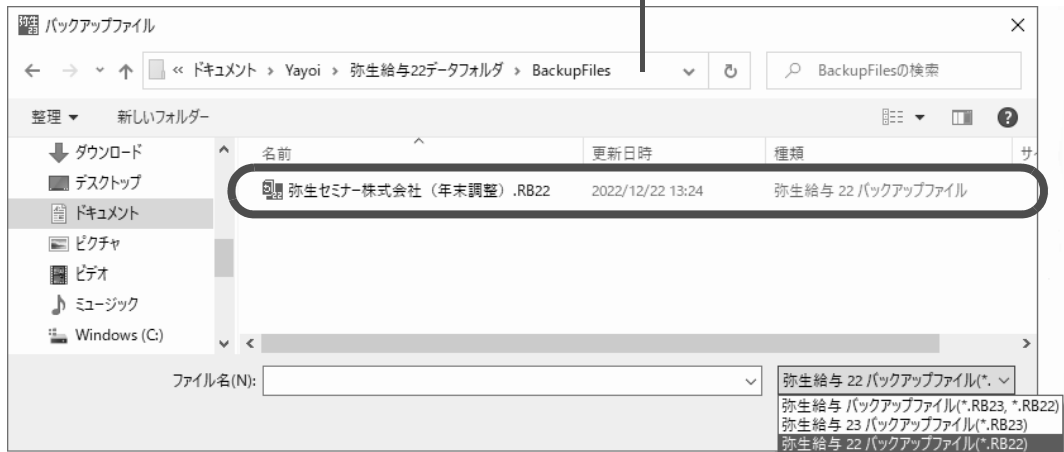 弥生
23
バックアップファイル
« ドキュメント › Yayoi › 弥生給与22データフォルダ › BackupFiles
BackupFilesの検索
整理 新しいフォルダー
ダウンロード
名前 更新日時 種類 サ
デスクトップ
弥生セミナー株式会社（年末調整）.RB22 2022/12/22 13:24 弥生給与 22 バックアップファイル
ドキュメント
ピクチャ
ビデオ
ミュージック
Windows (C:)
ファイル名(N):
弥生給与 22 バックアップファイル(*.
弥生給与 バックアップファイル(*.RB23, *.RB22)
弥生給与 23 バックアップファイル(*.RB23)
弥生給与 22 バックアップファイル(*.RB22)